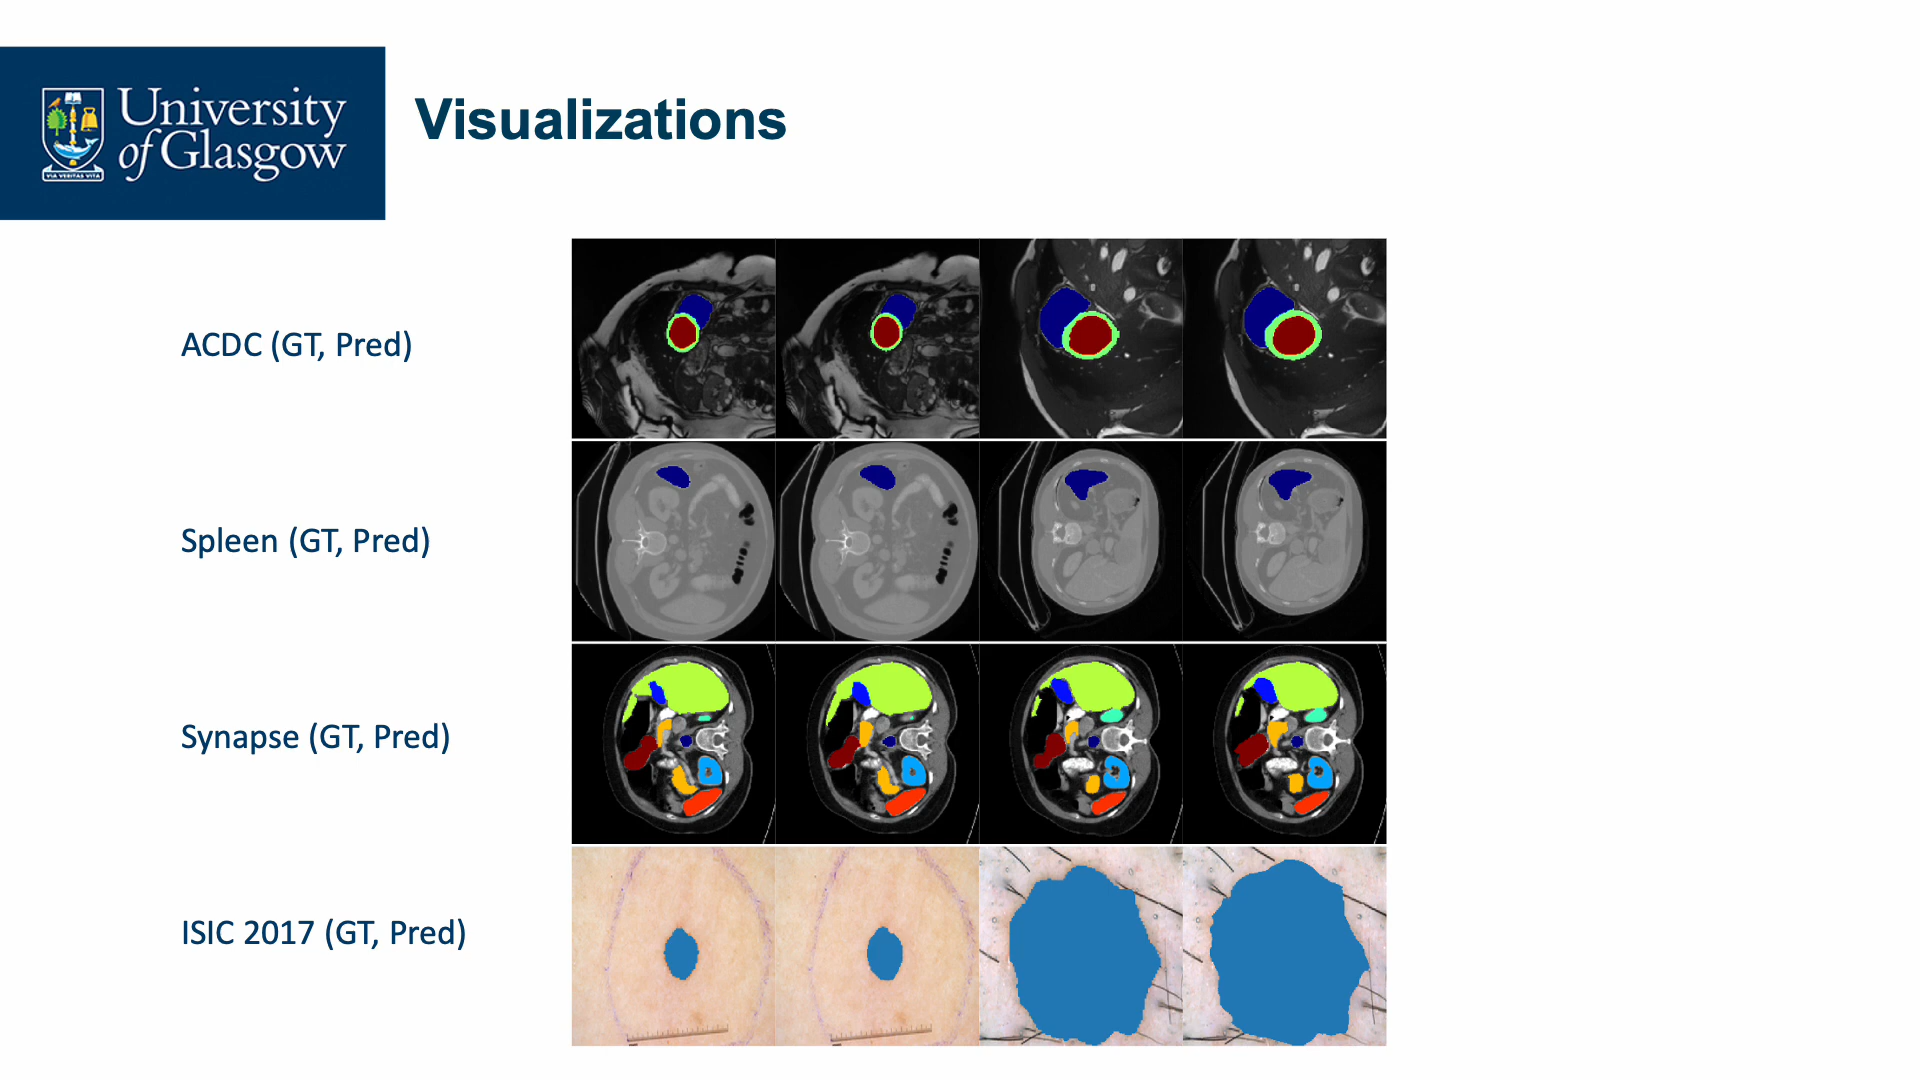 University
of Glasgow
VIA VERITAS VITA
Visualizations
ACDC (GT, Pred)
Spleen (GT, Pred)
Synapse (GT, Pred)
ISIC 2017 (GT, Pred)